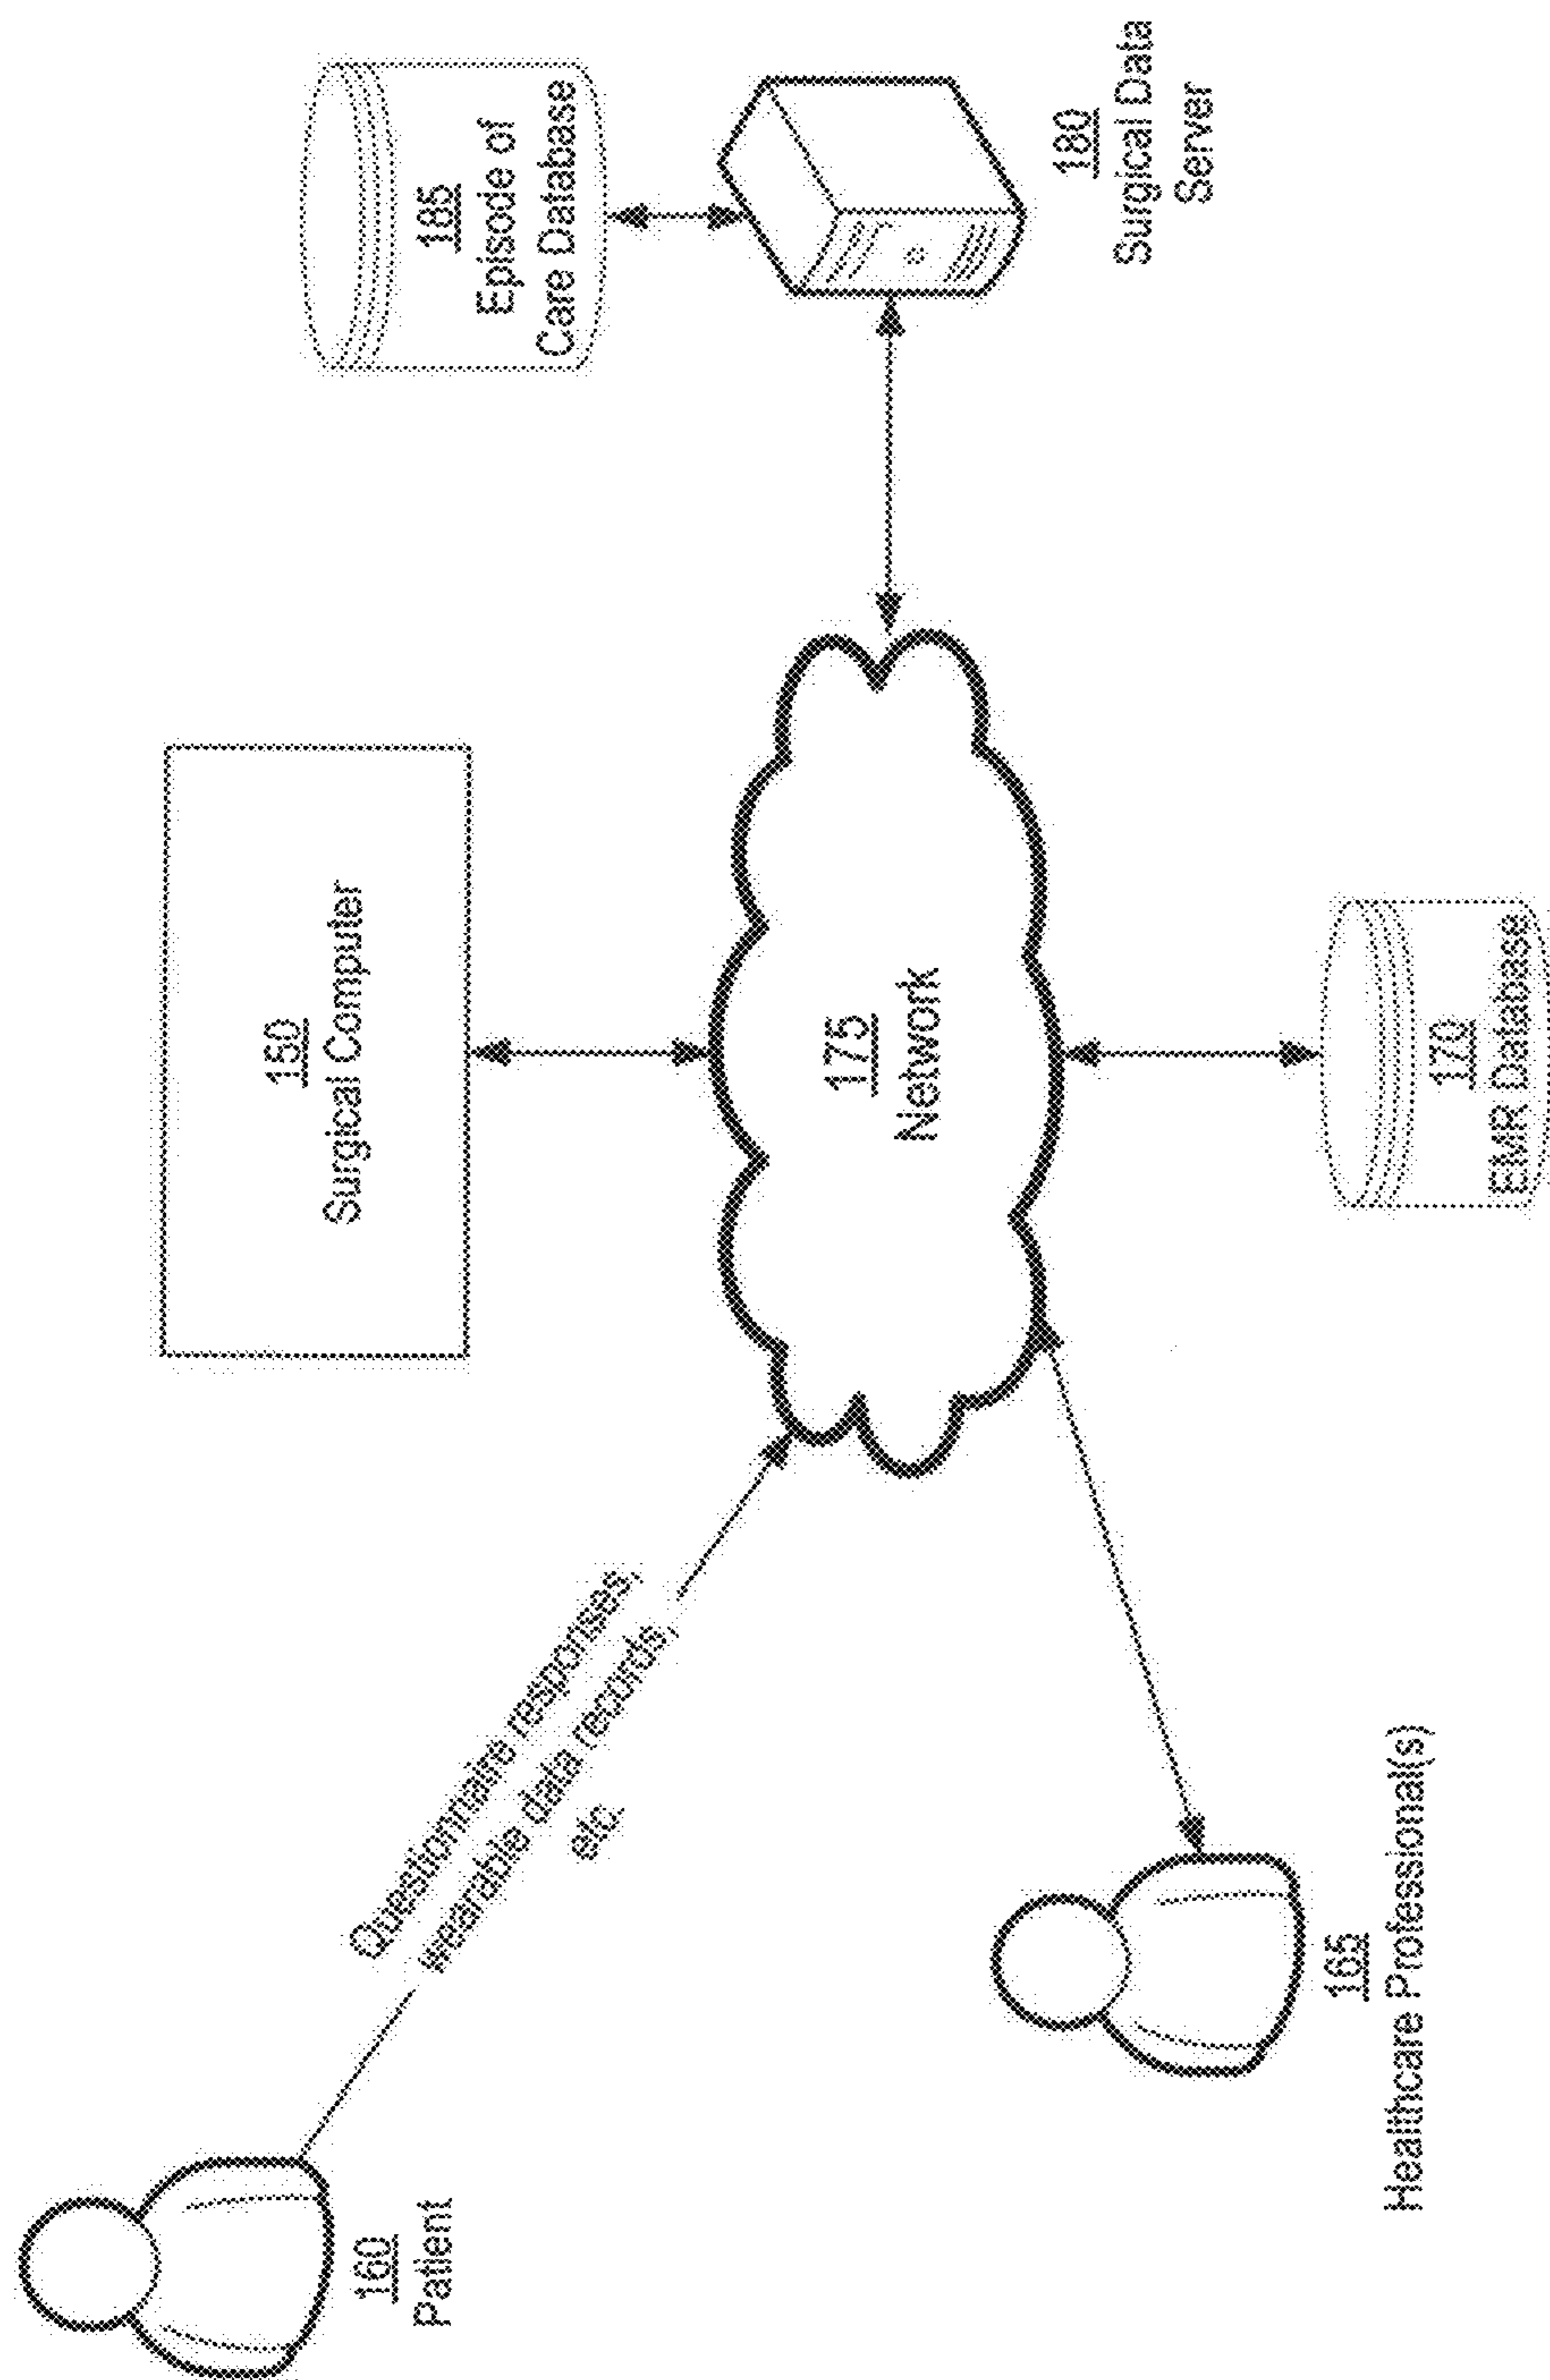 160
Patient
Questionnaire responses,
wearable data records,
etc.
150
Surgical Computer
185
Episode of
Care Database
175
Network
180
Surgical Data
Server
165
Healthcare Professional(s)
170
EMR Database